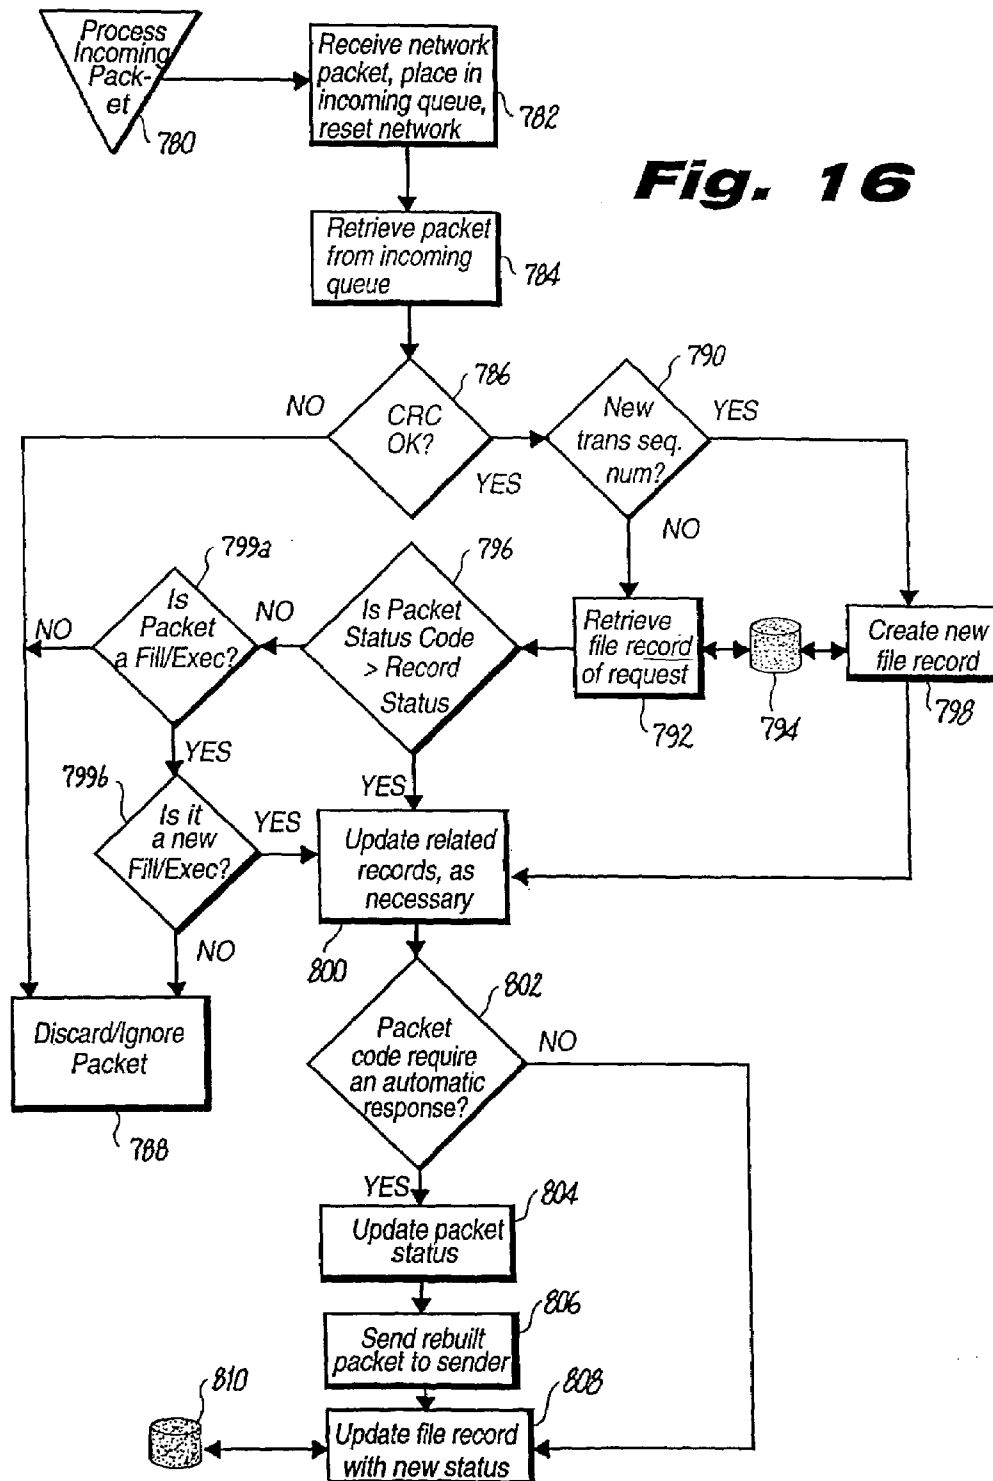 Process
Incoming
Pack-
et
780
Receive network
packet, place in
incoming queue,
reset network
782
Fig. 16
Retrieve packet
from incoming
queue
784
CRC
OK?
786
NO
YES
New
trans seq.
num?
790
YES
NO
799a
Is
Packet
a Fill/Exec?
NO
NO
YES
796
Is Packet
Status Code
> Record
Status
YES
Retrieve
file record
of request
792
794
Create new
file record
798
799b
Is it
a new
Fill/Exec?
YES
NO
Update related
records, as
necessary
800
Discard/Ignore
Packet
788
802
Packet
code require
an automatic
response?
NO
YES
804
Update packet
status
806
Send rebuilt
packet to sender
810
808
Update file record
with new status